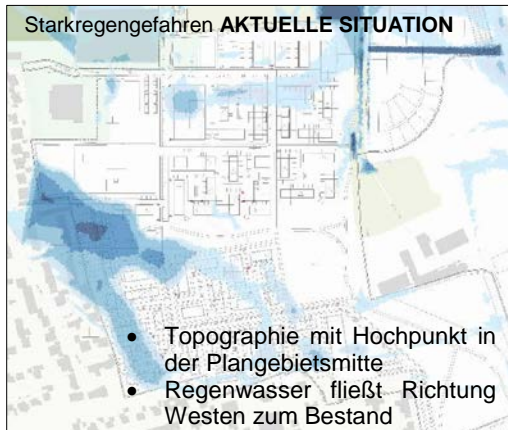 Starkregengefahren AKTUELLE SITUATION
• Topographie mit Hochpunkt in
der Plangebietsmitte
• Regenwasser fließt Richtung
Westen zum Bestand